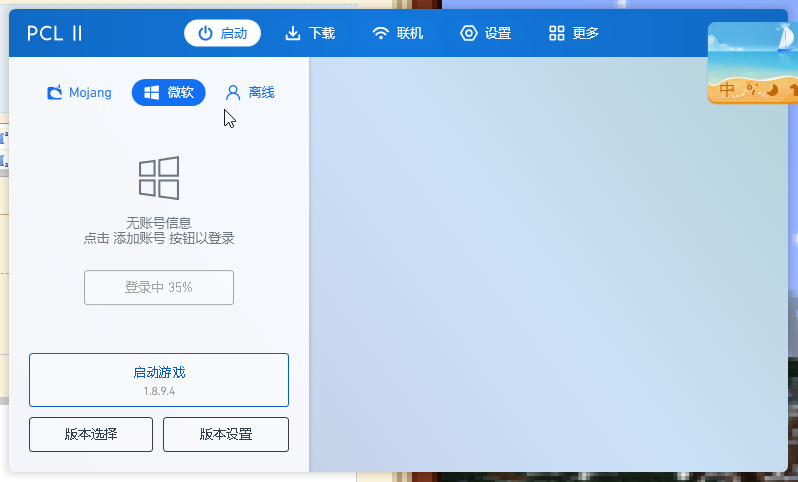 PCL II
启动
下载
联机
设置
更多
中
Mojang
微软
离线
无账号信息
点击 添加账号 按钮以登录
登录中 35%
启动游戏
1.8.9.4
版本选择
版本设置